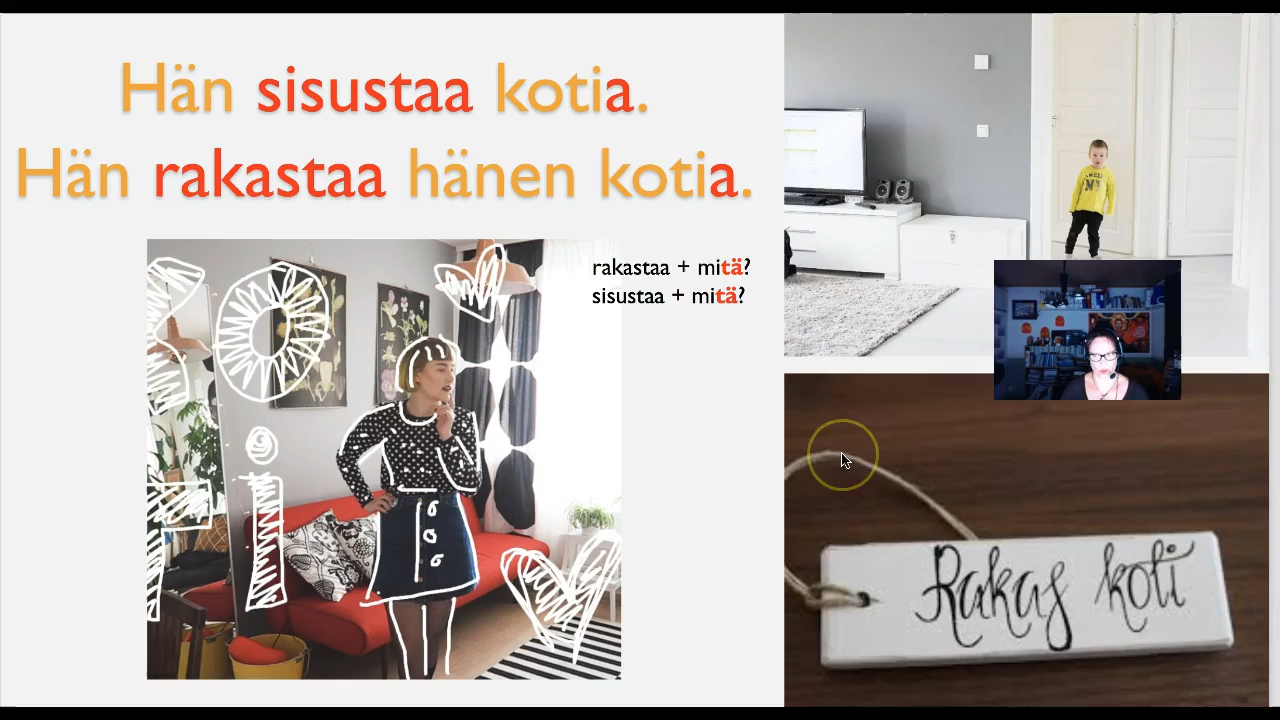 Hän sisustaa kotia.
Hän rakastaa hänen kotia.
rakastaa + mitä?
sisustaa + mitä?
Rakas koti